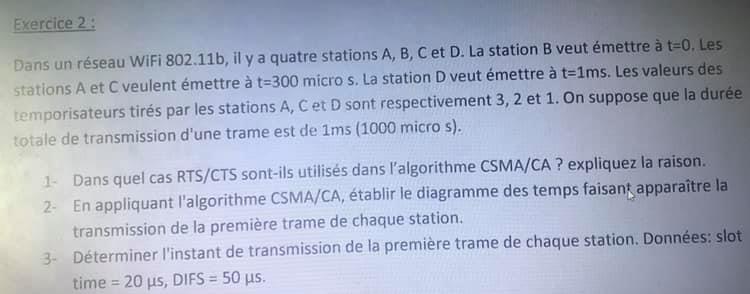 Exercice 2 :
Dans un réseau WiFi 802.11b, il y a quatre stations A, B, C et D. La station B veut émettre à t=0. Les
stations A et C veulent émettre à t=300 micro s. La station D veut émettre à t=1ms. Les valeurs des
temporisateurs tirés par les stations A, C et D sont respectivement 3, 2 et 1. On suppose que la durée
totale de transmission d'une trame est de 1ms (1000 micro s).
1- Dans quel cas RTS/CTS sont-ils utilisés dans l'algorithme CSMA/CA ? expliquez la raison.
2- En appliquant l'algorithme CSMA/CA, établir le diagramme des temps faisant apparaître la
transmission de la première trame de chaque station.
3- Déterminer l'instant de transmission de la première trame de chaque station. Données: slot
time = 20 µs, DIFS = 50 µs.